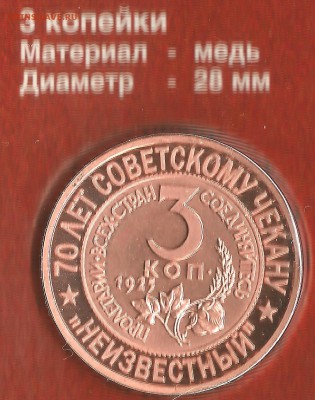 3 копейки
Материал - медь
Диаметр = 28 мм
70 ЛЕТ СОВЕТСКОМУ ЧЕКАНУ
ПРОЛЕТАРИИ ВСЕХ СТРАН СОЕДИНЯЙТЕСЬ
3
КОП.
★ "НЕИЗВЕСТНЫЙ" ★